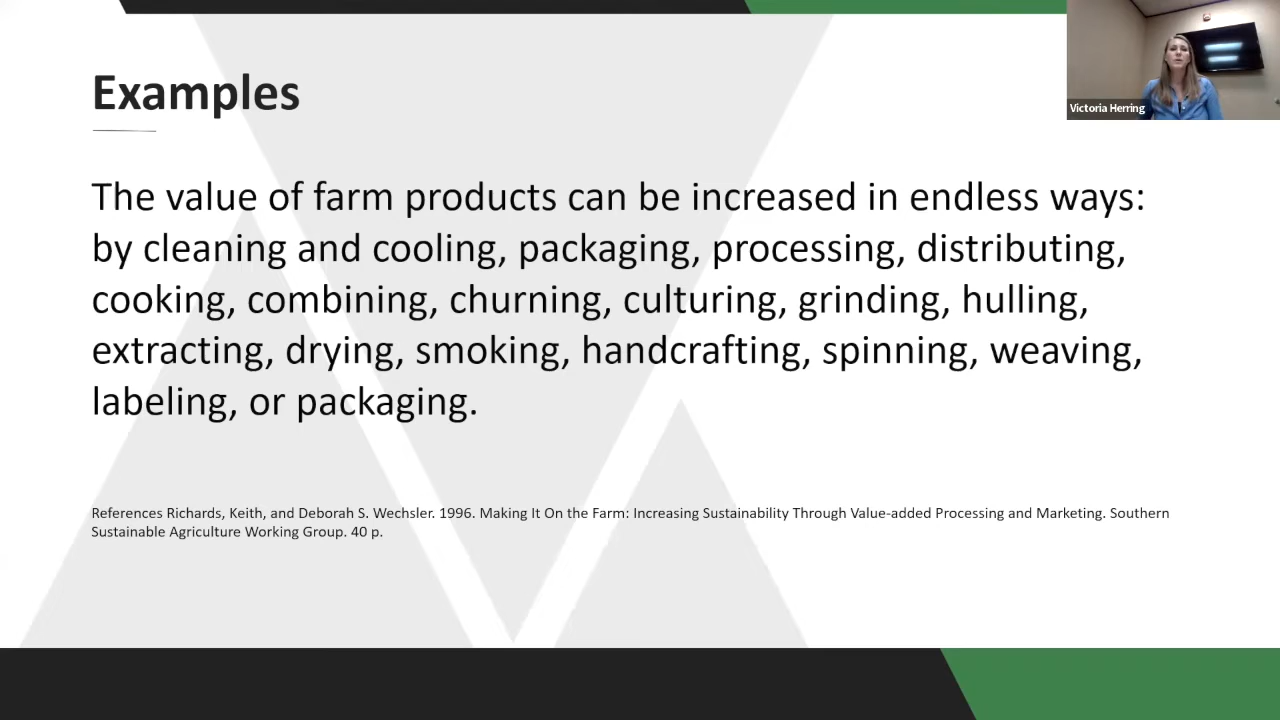 Examples
Victoria Herring
The value of farm products can be increased in endless ways:
by cleaning and cooling, packaging, processing, distributing,
cooking, combining, churning, culturing, grinding, hulling,
extracting, drying, smoking, handcrafting, spinning, weaving,
labeling, or packaging.
References Richards, Keith, and Deborah S. Wechsler. 1996. Making It On the Farm: Increasing Sustainability Through Value-added Processing and Marketing. Southern
Sustainable Agriculture Working Group. 40 p.